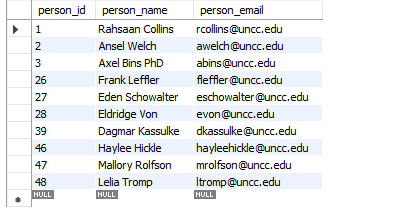 person_id person_name person_email
1 Rahsaan Collins rcollins@uncc.edu
2 Ansel Welch awelch@uncc.edu
3 Axel Bins PhD abins@uncc.edu
26 Frank Leffler fleffler@uncc.edu
27 Eden Schowalter eschowalter@uncc.edu
28 Eldridge Von evon@uncc.edu
39 Dagmar Kassulke dkassulke@uncc.edu
46 Haylee Hickle hayleehickle@uncc.edu
47 Mallory Rolfson mrolfson@uncc.edu
48 Lelia Tromp ltromp@uncc.edu
NULL NULL NULL